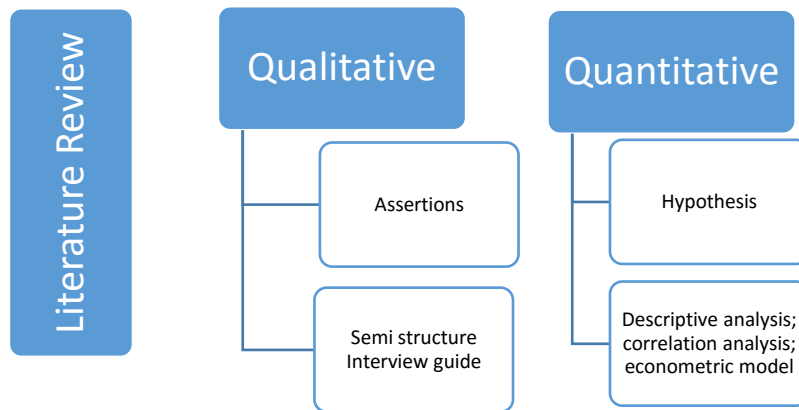 Literature Review
Qualitative
Assertions
Semi structure
Interview guide
Quantitative
Hypothesis
Descriptive analysis;
correlation analysis;
econometric model